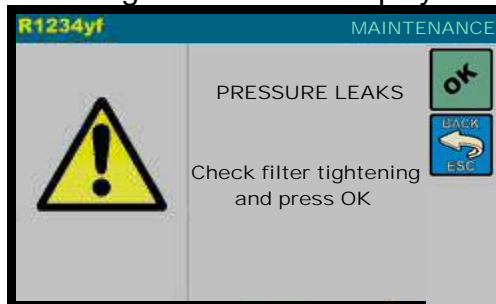 R1234yf MAINTENANCE
PRESSURE LEAKS
OK
BACK
ESC
Check filter tightening
and press OK